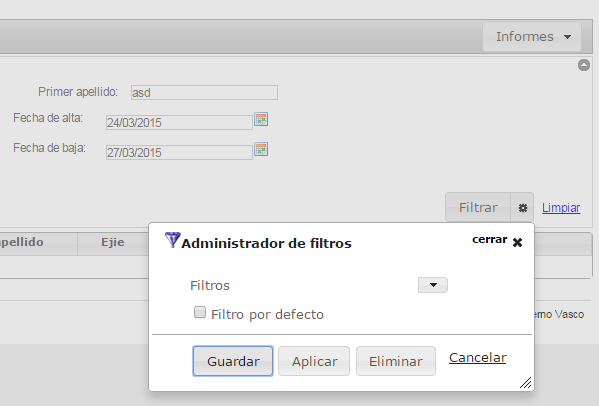 Informes
Primer apellido: asd
Fecha de alta: 24/03/2015
Fecha de baja: 27/03/2015
Filtrar Limpiar
pellido Ejie
Administrador de filtros cerrar
Filtros
Filtro por defecto
erno Vasco
Guardar Aplicar Eliminar Cancelar